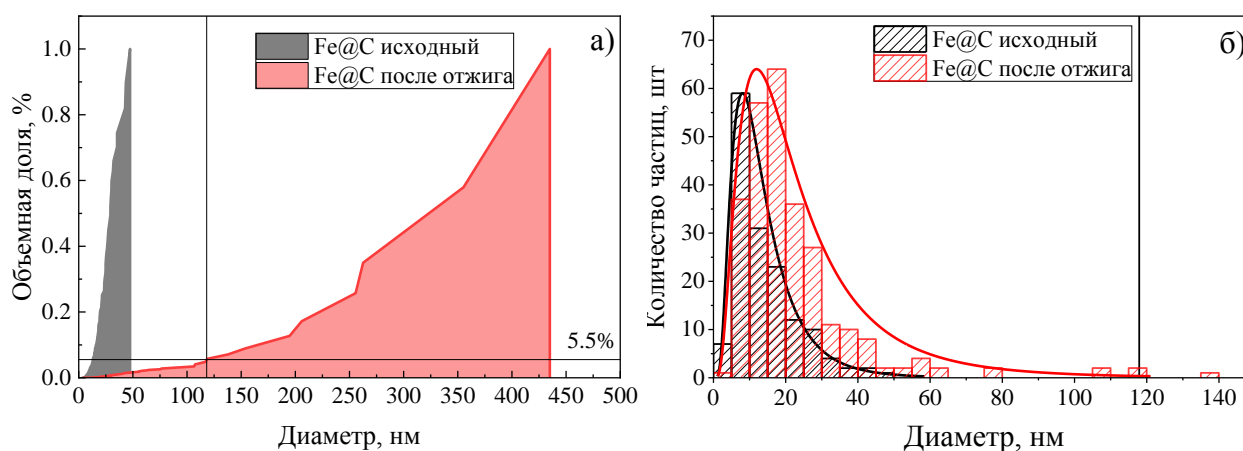 а)
Fe@C исходный
Fe@C после отжига
Объемная доля, %
1.0
0.8
0.6
0.4
0.2
0.0
5.5%
0 50 100 150 200 250 300 350 400 450 500
Диаметр, нм
б)
Fe@C исходный
Fe@C после отжига
Количество частиц, шт
70
60
50
40
30
20
10
0
0 20 40 60 80 100 120 140
Диаметр, нм